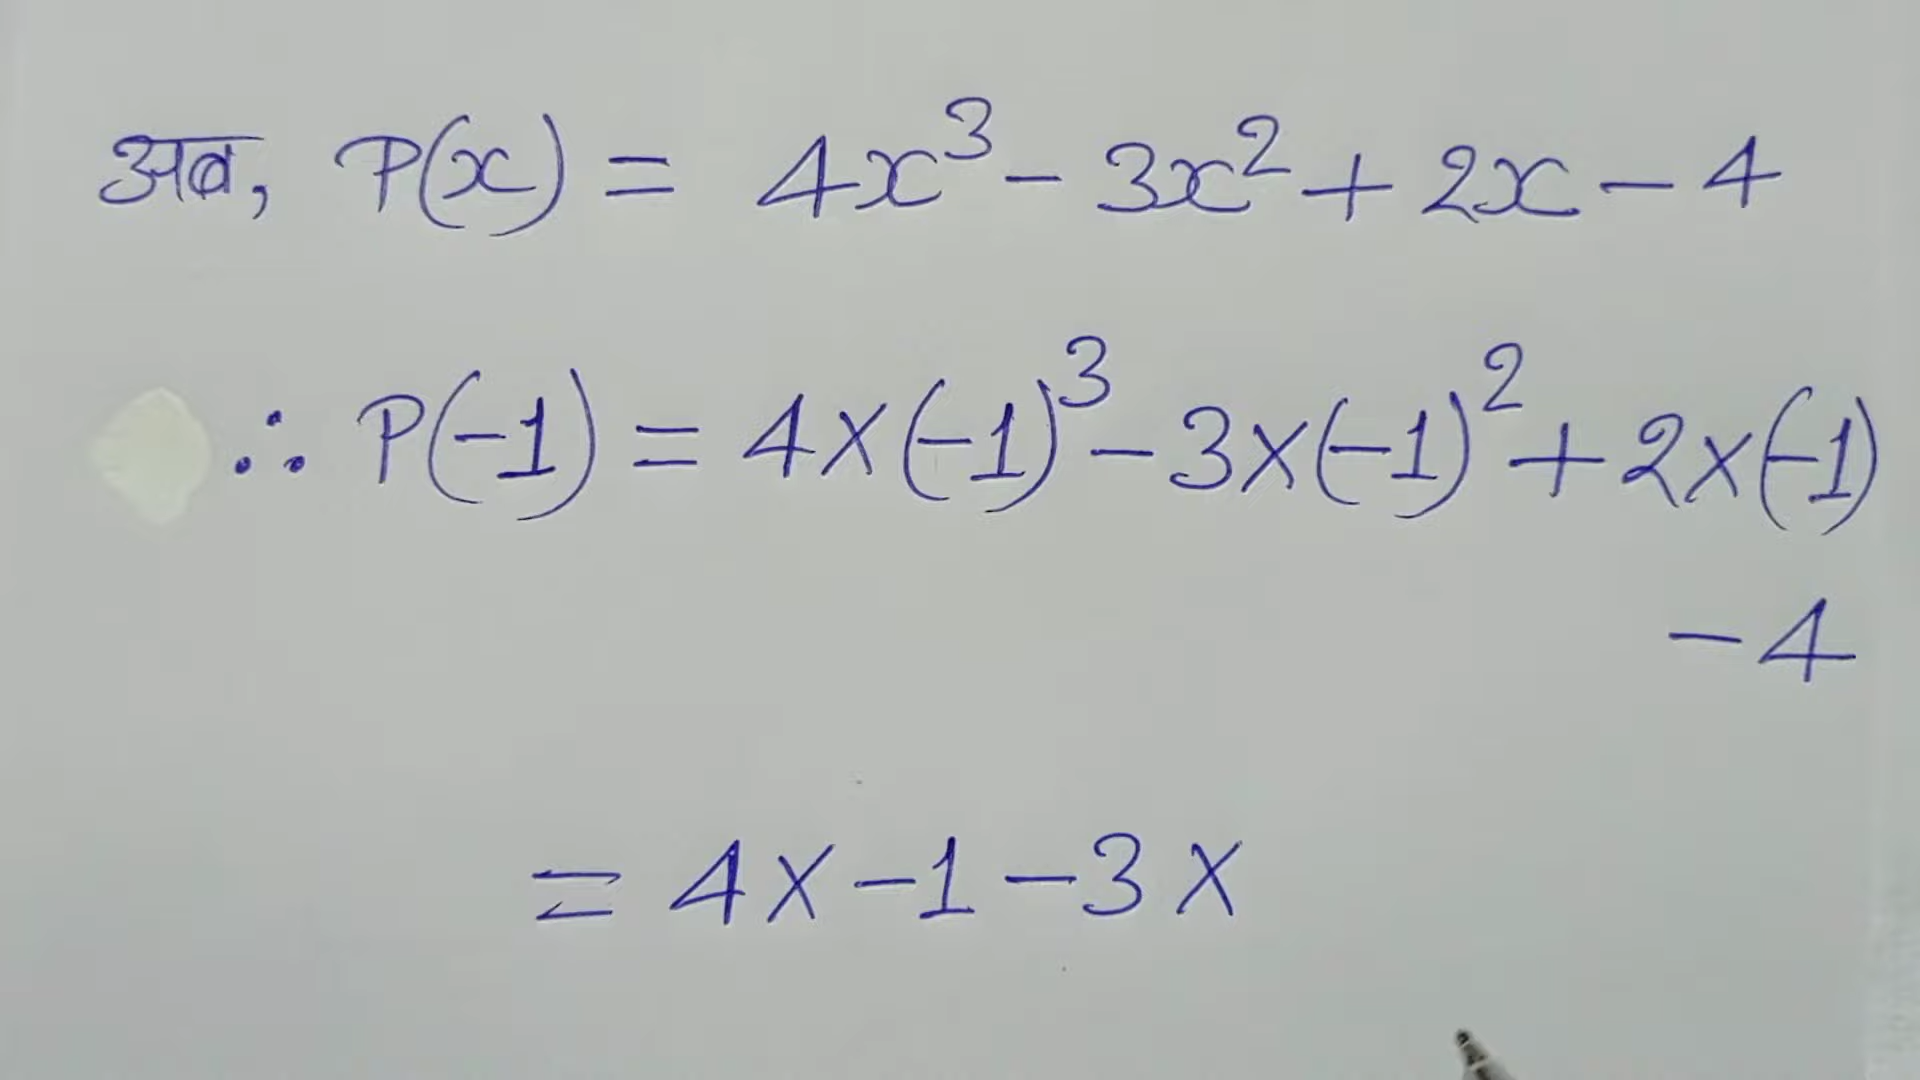 अब, P(x) = 4x³ - 3x² + 2x - 4
∴ P(-1) = 4×(-1)³ - 3×(-1)² + 2×(-1)
- 4
= 4 × -1 - 3 ×